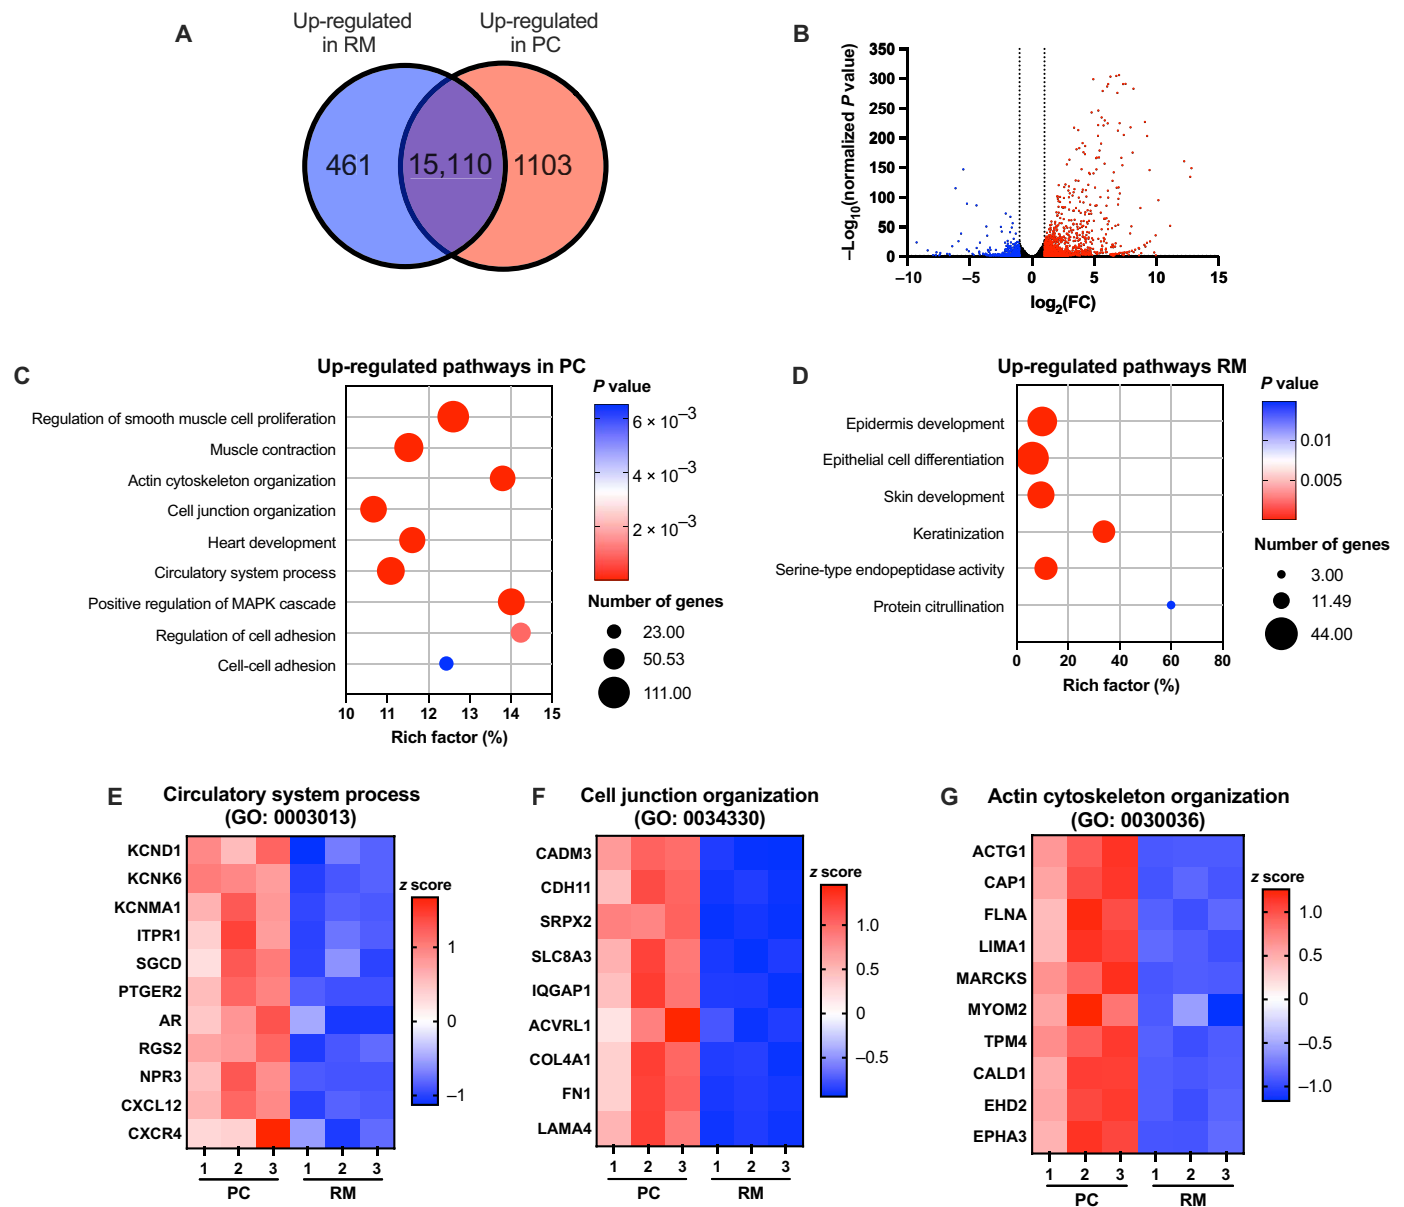 A
Up-regulated
in RM
Up-regulated
in PC
461
15,110
1103
B
−Log10(normalized P value)
350
300
250
200
150
100
50
0
−10
−5
0
5
10
15
log2(FC)
C
Up-regulated pathways in PC
Regulation of smooth muscle cell proliferation
Muscle contraction
Actin cytoskeleton organization
Cell junction organization
Heart development
Circulatory system process
Positive regulation of MAPK cascade
Regulation of cell adhesion
Cell-cell adhesion
10
11
12
13
14
15
Rich factor (%)
P value
6 × 10−3
4 × 10−3
2 × 10−3
Number of genes
23.00
50.53
111.00
D
Up-regulated pathways RM
Epidermis development
Epithelial cell differentiation
Skin development
Keratinization
Serine-type endopeptidase activity
Protein citrullination
0
20
40
60
80
Rich factor (%)
P value
0.01
0.005
Number of genes
3.00
11.49
44.00
E
Circulatory system process
(GO: 0003013)
KCND1
KCNK6
KCNMA1
ITPR1
SGCD
PTGER2
AR
RGS2
NPR3
CXCL12
CXCR4
1
2
3
1
2
3
PC
RM
z score
1
0
−1
F
Cell junction organization
(GO: 0034330)
CADM3
CDH11
SRPX2
SLC8A3
IQGAP1
ACVRL1
COL4A1
FN1
LAMA4
1
2
3
1
2
3
PC
RM
z score
1.0
0.5
0
−0.5
G
Actin cytoskeleton organization
(GO: 0030036)
ACTG1
CAP1
FLNA
LIMA1
MARCKS
MYOM2
TPM4
CALD1
EHD2
EPHA3
1
2
3
1
2
3
PC
RM
z score
1.0
0.5
0
−0.5
−1.0